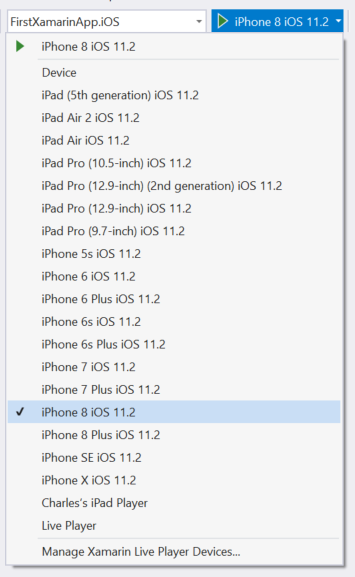 FirstXamarinApp.iOS
iPhone 8 iOS 11.2
iPhone 8 iOS 11.2
Device
iPad (5th generation) iOS 11.2
iPad Air 2 iOS 11.2
iPad Air iOS 11.2
iPad Pro (10.5-inch) iOS 11.2
iPad Pro (12.9-inch) (2nd generation) iOS 11.2
iPad Pro (12.9-inch) iOS 11.2
iPad Pro (9.7-inch) iOS 11.2
iPhone 5s iOS 11.2
iPhone 6 iOS 11.2
iPhone 6 Plus iOS 11.2
iPhone 6s iOS 11.2
iPhone 6s Plus iOS 11.2
iPhone 7 iOS 11.2
iPhone 7 Plus iOS 11.2
iPhone 8 iOS 11.2
iPhone 8 Plus iOS 11.2
iPhone SE iOS 11.2
iPhone X iOS 11.2
Charles's iPad Player
Live Player
Manage Xamarin Live Player Devices...